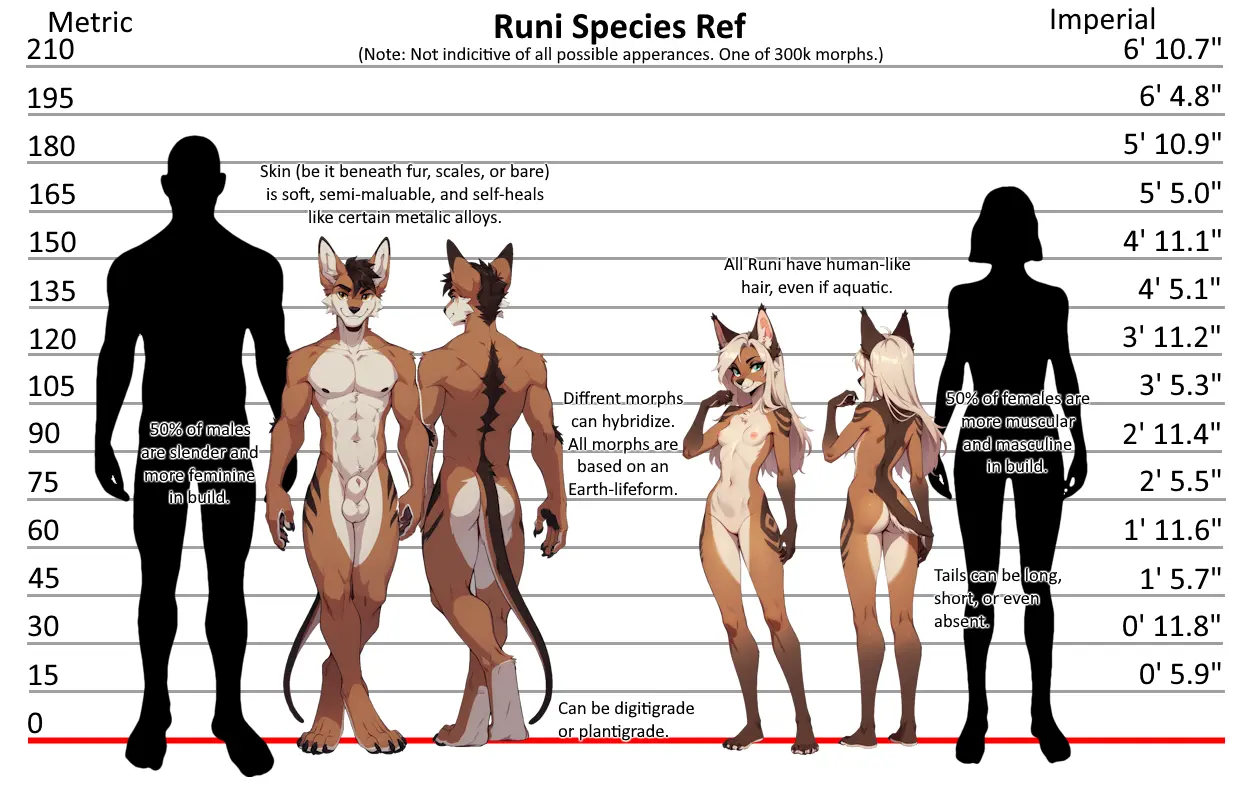 Metric
Runi Species Ref
Imperial
(Note: Not indicitive of all possible apperances. One of 300k morphs.)
210
6' 10.7"
195
6' 4.8"
180
5' 10.9"
165
5' 5.0"
150
4' 11.1"
135
4' 5.1"
120
3' 11.2"
105
3' 5.3"
90
2' 11.4"
75
2' 5.5"
60
1' 11.6"
45
1' 5.7"
30
0' 11.8"
15
0' 5.9"
0
Skin (be it beneath fur, scales, or bare)
is soft, semi-maluable, and self-heals
like certain metalic alloys.
All Runi have human-like
hair, even if aquatic.
50% of males
are slender and
more feminine
in build.
Diffrent morphs
can hybridize.
All morphs are
based on an
Earth-lifeform.
50% of females are
more muscular
and masculine
in build.
Tails can be long,
short, or even
absent.
Can be digitigrade
or plantigrade.